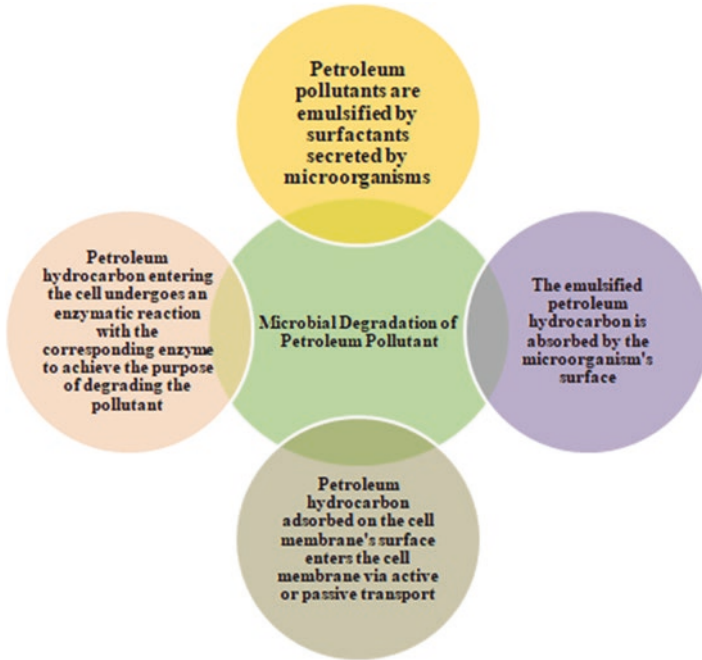 Petroleum
pollutants are
emulsified by
surfactants
secreted by
microorganisms
Petroleum
hydrocarbon entering
the cell undergoes an
enzymatic reaction
with the
corresponding enzyme
to achieve the purpose
of degrading the
pollutant
Microbial Degradation of
Petroleum Pollutant
The emulsified
petroleum
hydrocarbon is
absorbed by the
microorganism's
surface
Petroleum
hydrocarbon
adsorbed on the cell
membrane's surface
enters the cell
membrane via active
or passive transport